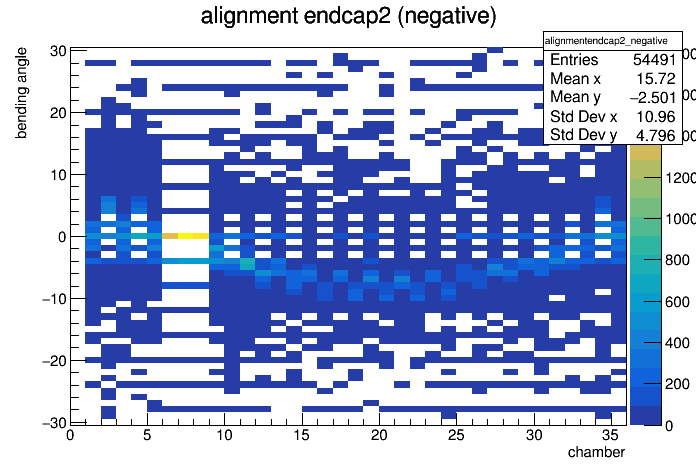 alignment endcap2 (negative)
alignmentendcap2_negative
Entries 54491
Mean x 15.72
Mean y −2.501
Std Dev x 10.96
Std Dev y 4.796
bending angle
30
20
10
0
−10
−20
−30
0 5 10 15 20 25 30 35
chamber
1200
1000
800
600
400
200
0